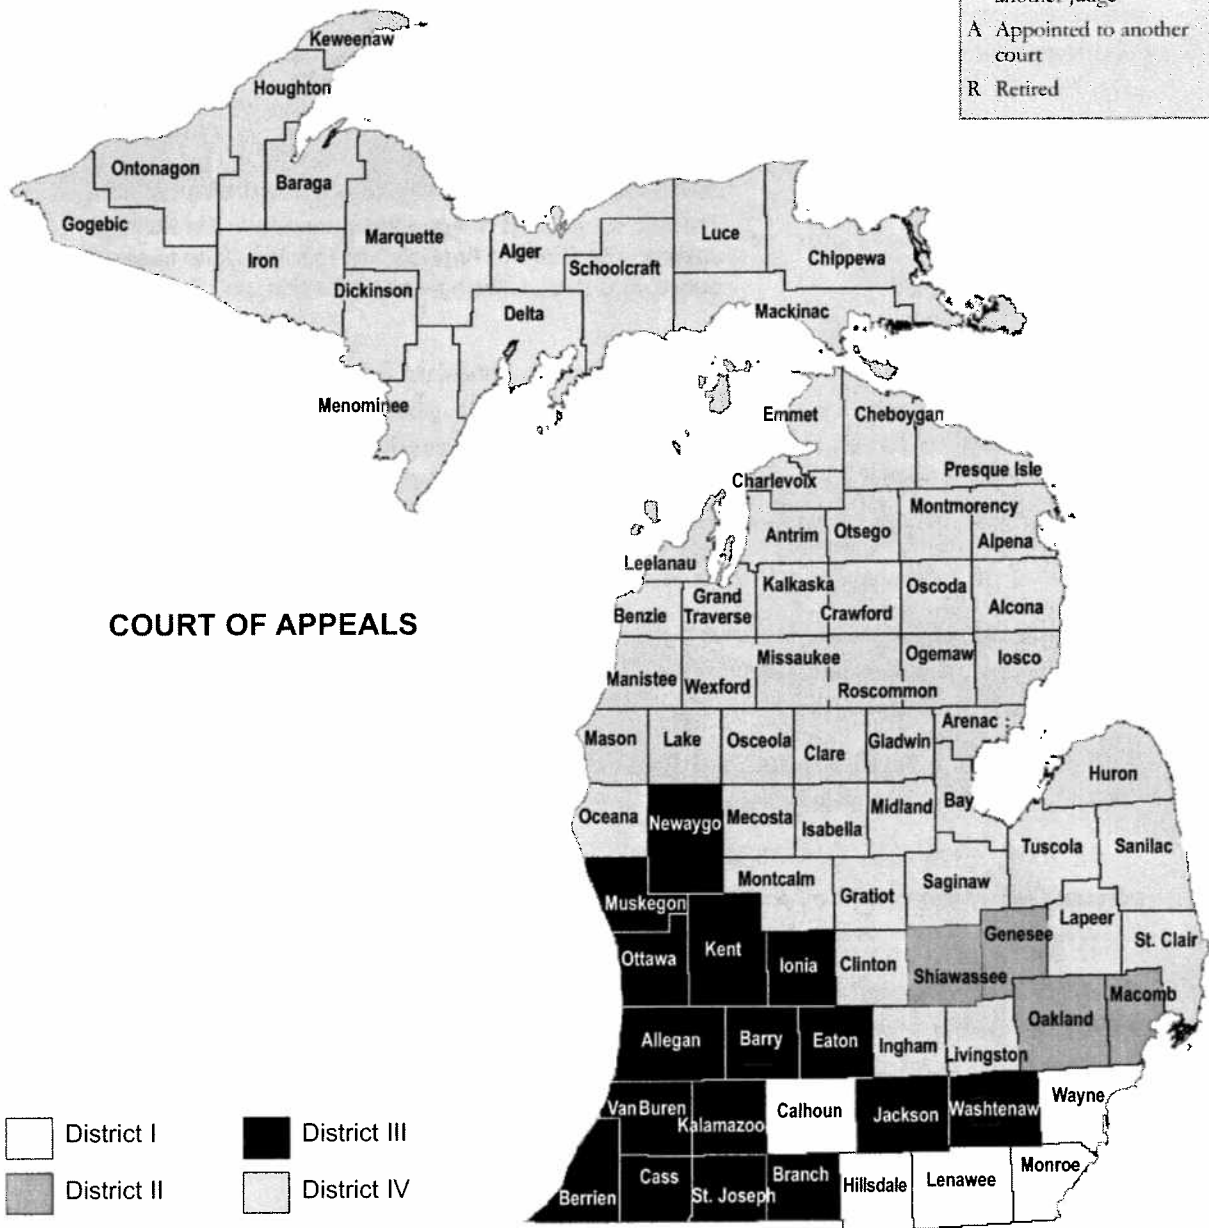 another judge
A Appointed to another
court
R Retired
Keweenaw
Houghton
Ontonagon
Baraga
Gogebic
Marquette
Iron
Alger
Luce
Schoolcraft
Chippewa
Dickinson
Delta
Mackinac
Menominee
Emmet
Cheboygan
Charlevoix
Presque Isle
Montmorency
Antrim
Otsego
Alpena
Leelanau
Kalkaska
Oscoda
Grand
Traverse
Benzie
Crawford
Alcona
COURT OF APPEALS
Missaukee
Ogemaw
Iosco
Manistee
Wexford
Roscommon
Arenac
Mason
Lake
Osceola
Clare
Gladwin
Huron
Oceana
Newaygo
Mecosta
Isabella
Midland
Bay
Tuscola
Sanilac
Montcalm
Gratiot
Saginaw
Muskegon
Lapeer
Genesee
St. Clair
Ottawa
Kent
Ionia
Clinton
Shiawassee
Macomb
Oakland
Allegan
Barry
Eaton
Ingham
Livingston
Van Buren
Kalamazoo
Calhoun
Jackson
Washtenaw
Wayne
Berrien
Cass
St. Joseph
Branch
Hillsdale
Lenawee
Monroe
District I
District III
District II
District IV